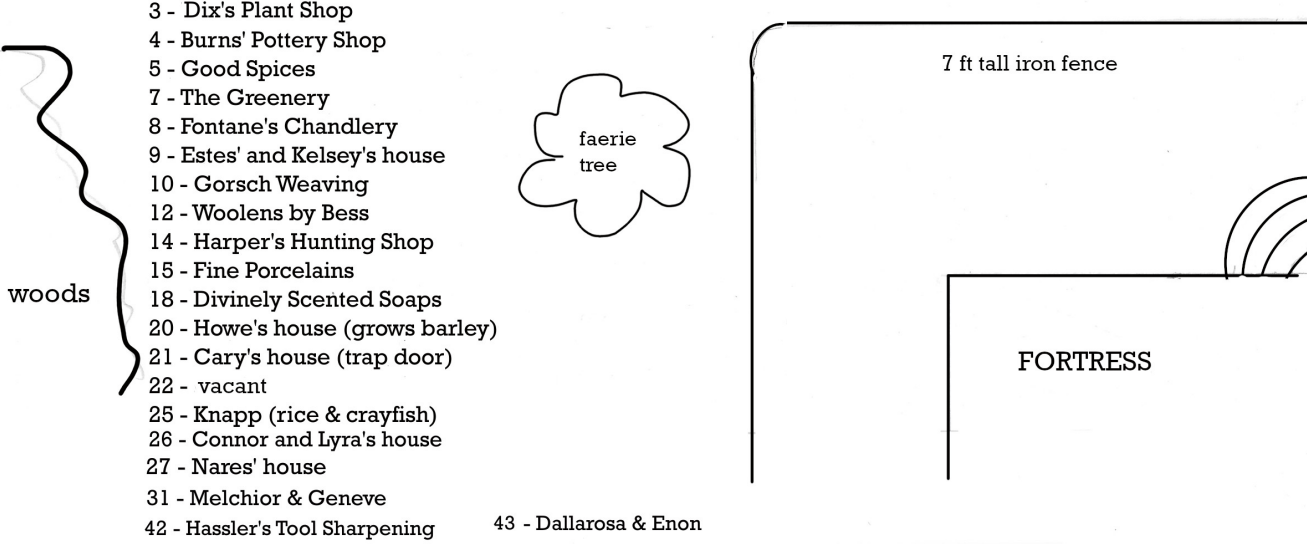 3 - Dix's Plant Shop
4 - Burns' Pottery Shop
5 - Good Spices
7 - The Greenery
8 - Fontane's Chandlery
9 - Estes' and Kelsey's house
10 - Gorsch Weaving
12 - Woolens by Bess
14 - Harper's Hunting Shop
15 - Fine Porcelains
18 - Divinely Scented Soaps
20 - Howe's house (grows barley)
21 - Cary's house (trap door)
22 - vacant
25 - Knapp (rice & crayfish)
26 - Connor and Lyra's house
27 - Nares' house
31 - Melchior & Geneve
42 - Hassler's Tool Sharpening
43 - Dallarosa & Enon
woods
faerie
tree
7 ft tall iron fence
FORTRESS